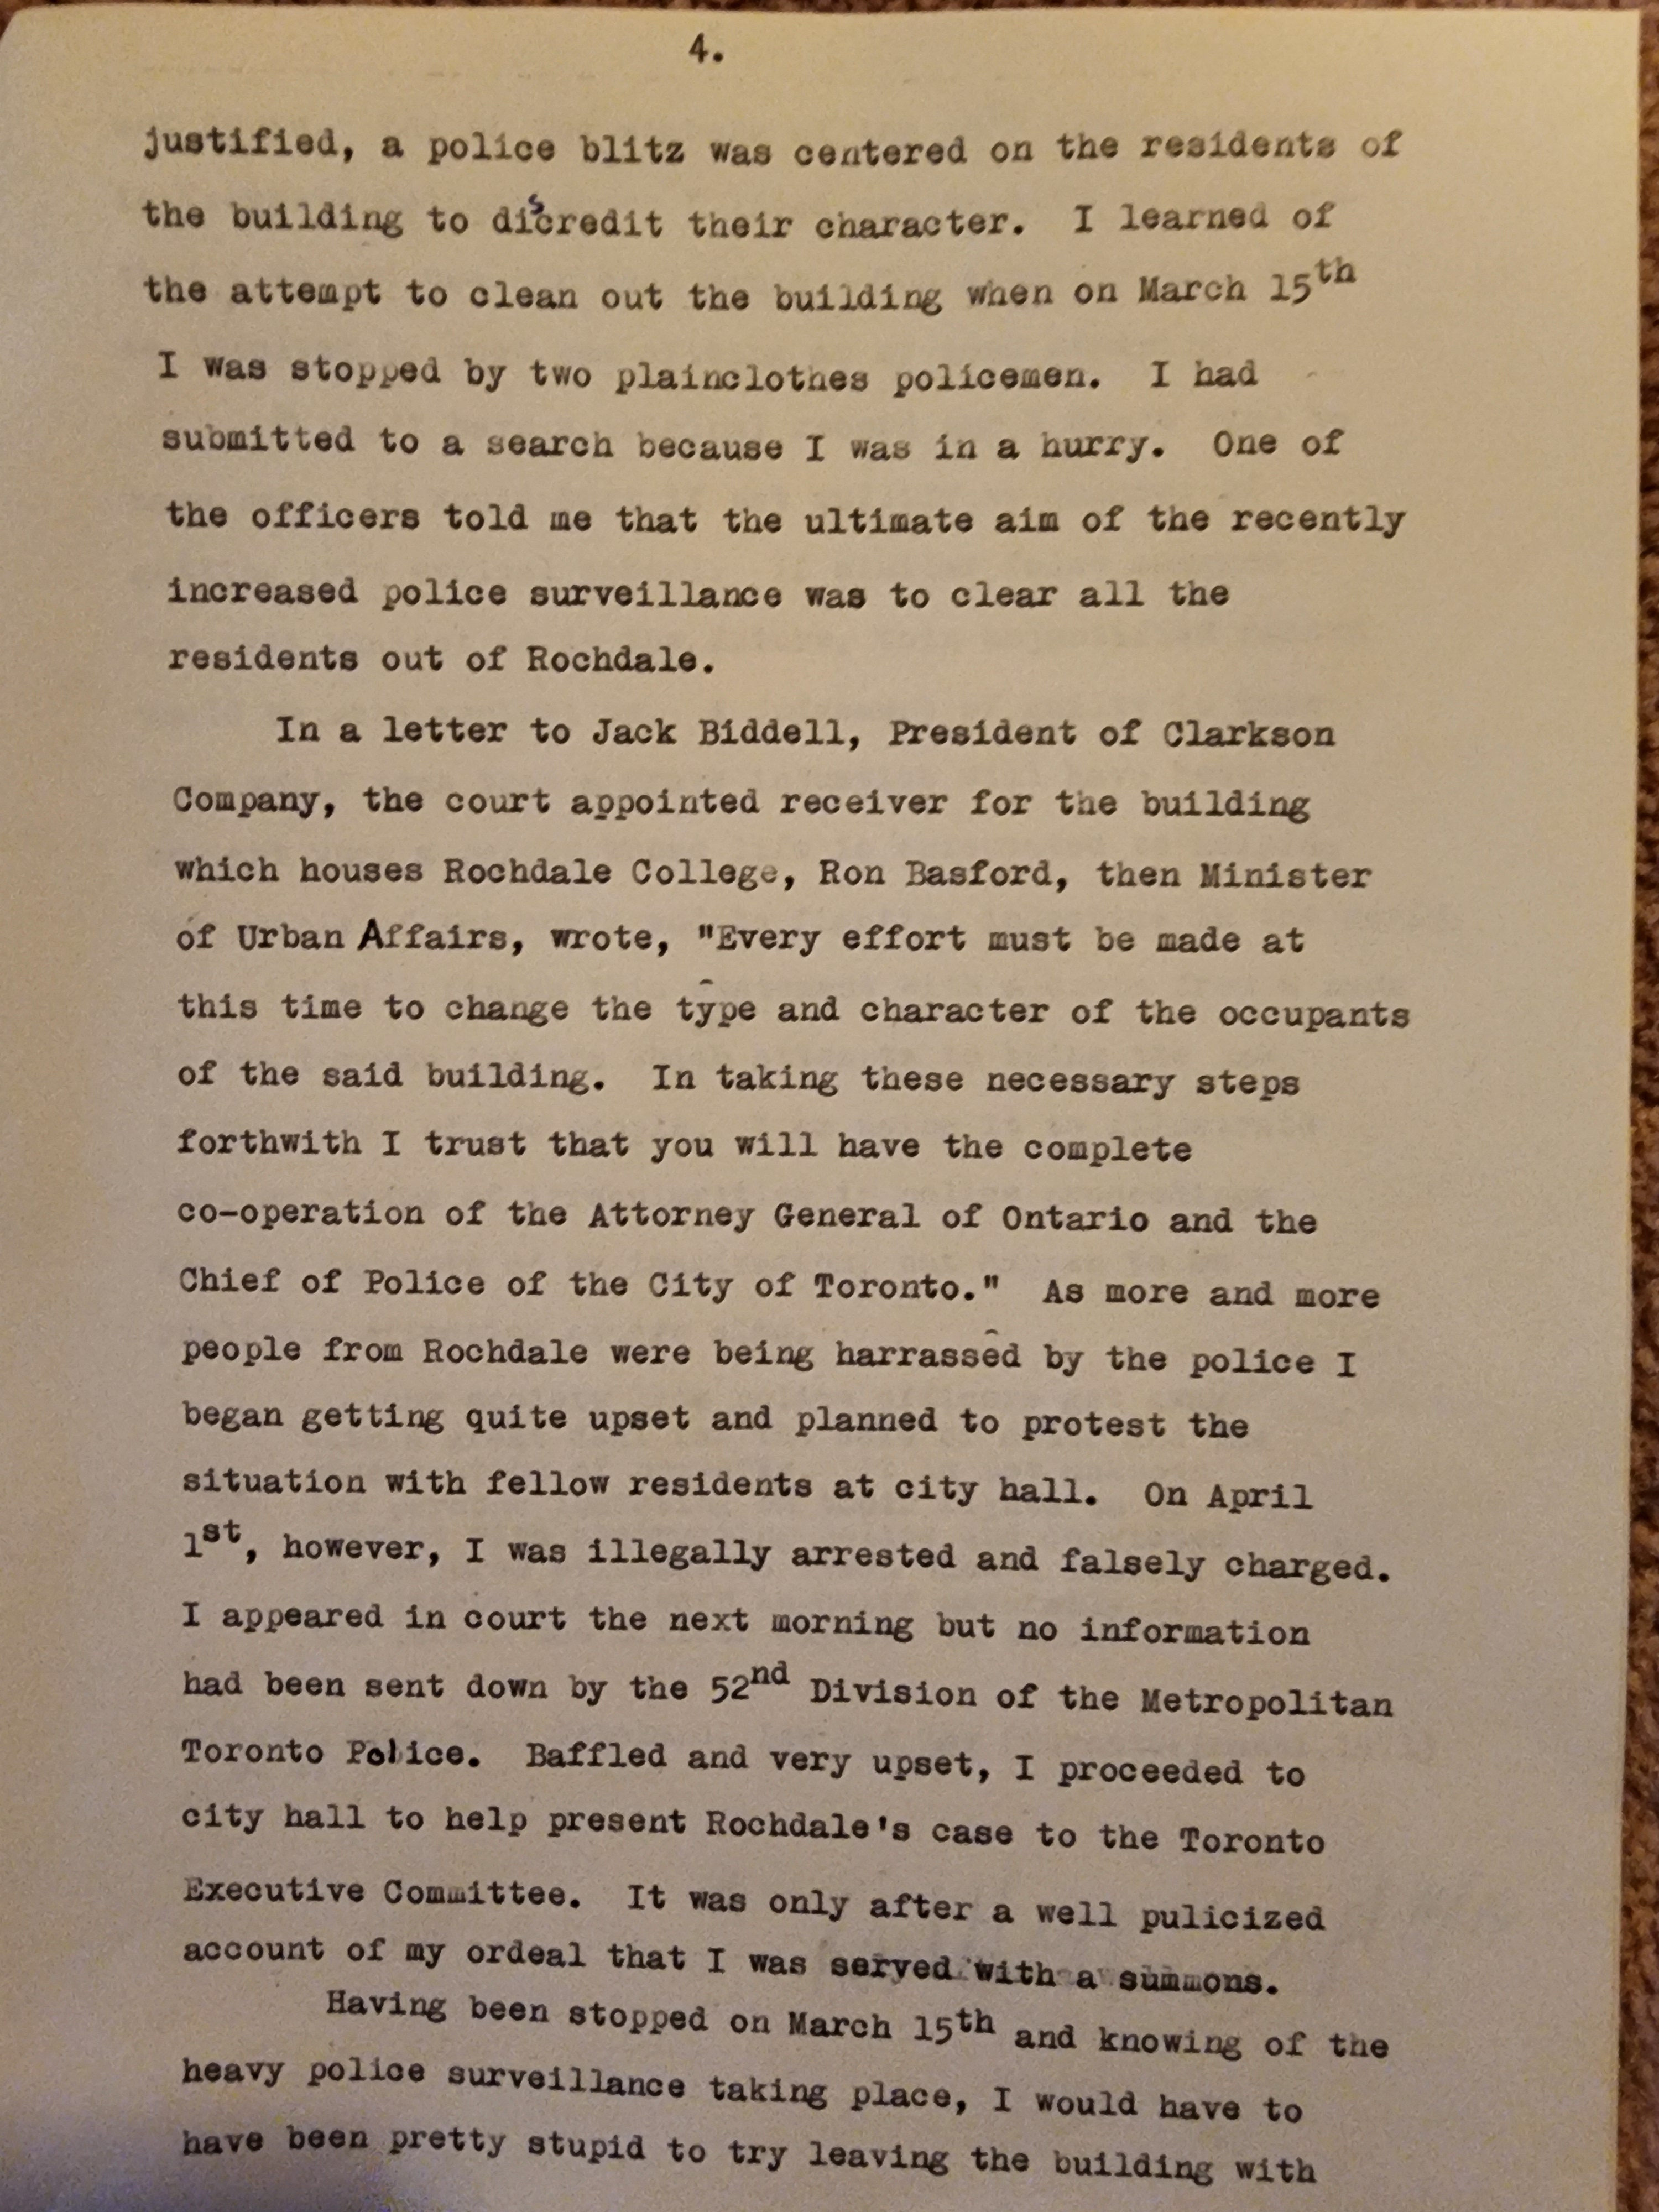 4.
justified, a police blitz was centered on the residents of
the building to discredit their character. I learned of
the attempt to clean out the building when on March 15th
I was stopped by two plainclothes policemen. I had
submitted to a search because I was in a hurry. One of
the officers told me that the ultimate aim of the recently
increased police surveillance was to clear all the
residents out of Rochdale.
In a letter to Jack Biddell, President of Clarkson
Company, the court appointed receiver for the building
which houses Rochdale College, Ron Basford, then Minister
of Urban Affairs, wrote, "Every effort must be made at
this time to change the type and character of the occupants
of the said building. In taking these necessary steps
forthwith I trust that you will have the complete
co-operation of the Attorney General of Ontario and the
Chief of Police of the City of Toronto." As more and more
people from Rochdale were being harrassed by the police I
began getting quite upset and planned to protest the
situation with fellow residents at city hall. On April
1st, however, I was illegally arrested and falsely charged.
I appeared in court the next morning but no information
had been sent down by the 52nd Division of the Metropolitan
Toronto Police. Baffled and very upset, I proceeded to
city hall to help present Rochdale's case to the Toronto
Executive Committee. It was only after a well pulicized
account of my ordeal that I was served with a summons.
Having been stopped on March 15th and knowing of the
heavy police surveillance taking place, I would have to
have been pretty stupid to try leaving the building with